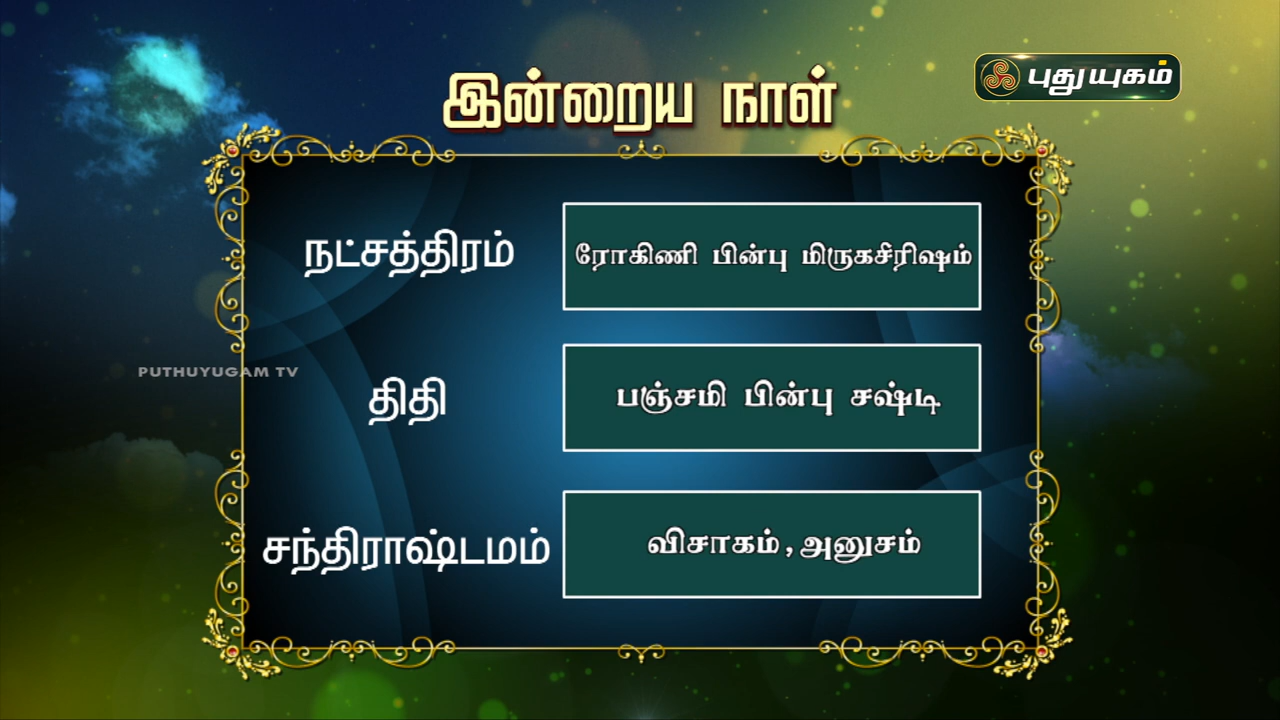 இன்றைய நாள்
புதுயுகம்
நட்சத்திரம்
ரோகிணி பின்பு மிருகசீரிஷம்
PUTHUYUGAM TV
திதி
பஞ்சமி பின்பு சஷ்டி
சந்திராஷ்டமம்
விசாகம்,அனுசம்